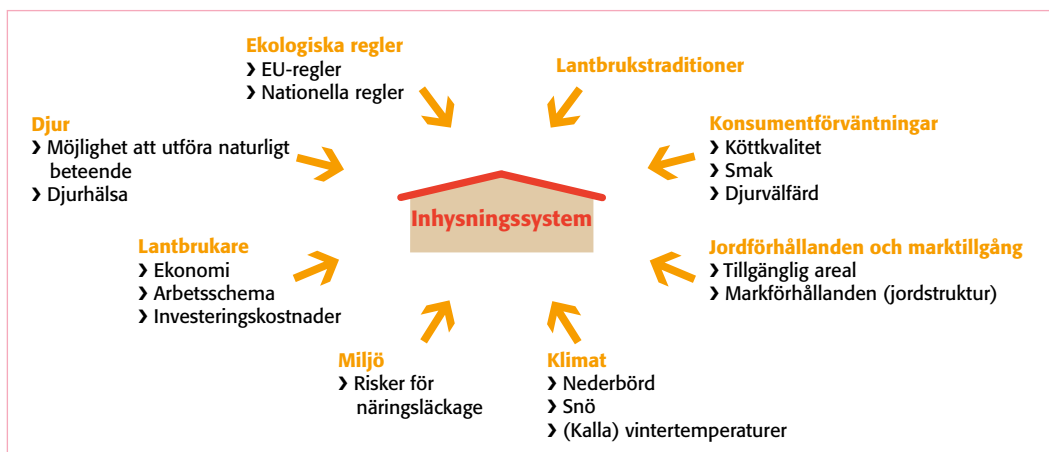 Ekologiska regler
❯ EU-regler
❯ Nationella regler
Lantbrukstraditioner
Djur
❯ Möjlighet att utföra naturligt
beteende
❯ Djurhälsa
Konsumentförväntningar
❯ Köttkvalitet
❯ Smak
❯ Djurvälfärd
Inhysningssystem
Lantbrukare
❯ Ekonomi
❯ Arbetsschema
❯ Investeringskostnader
Jordförhållanden och marktillgång
❯ Tillgänglig areal
❯ Markförhållanden (jordstruktur)
Miljö
❯ Risker för
näringsläckage
Klimat
❯ Nederbörd
❯ Snö
❯ (Kalla) vintertemperaturer